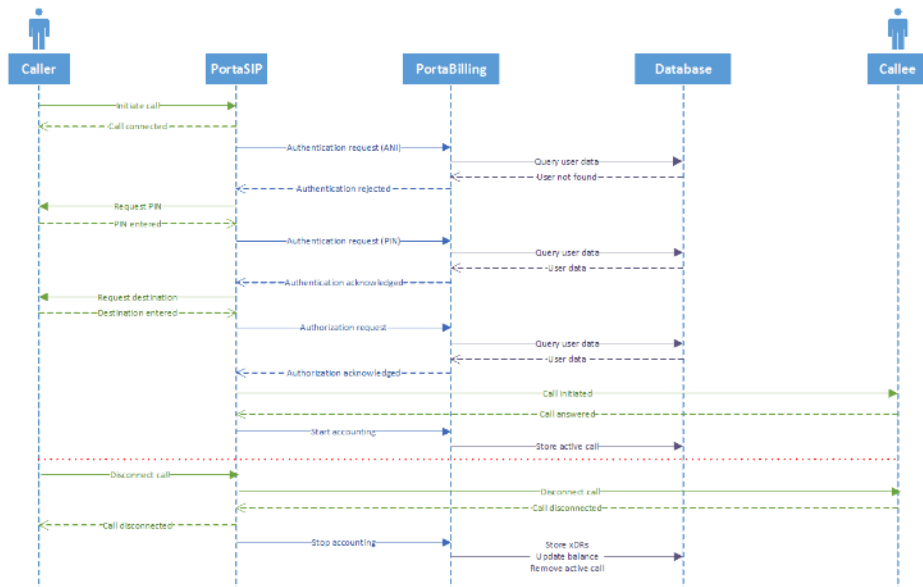 Caller
PortaSIP
PortaBilling
Database
Callee
Initiate call
Call connected
Authentication request (ANI)
Query user data
User not found
Authentication rejected
Request PIN
PIN entered
Authentication request (PIN)
Query user data
User data
Authentication acknowledged
Request destination
Destination entered
Authorization request
Query user data
User data
Authorization acknowledged
Call initiated
Call answered
Start accounting
Store active call
Disconnect call
Disconnect call
Call disconnected
Call disconnected
Stop accounting
Store xDRs
Update balance
Remove active call